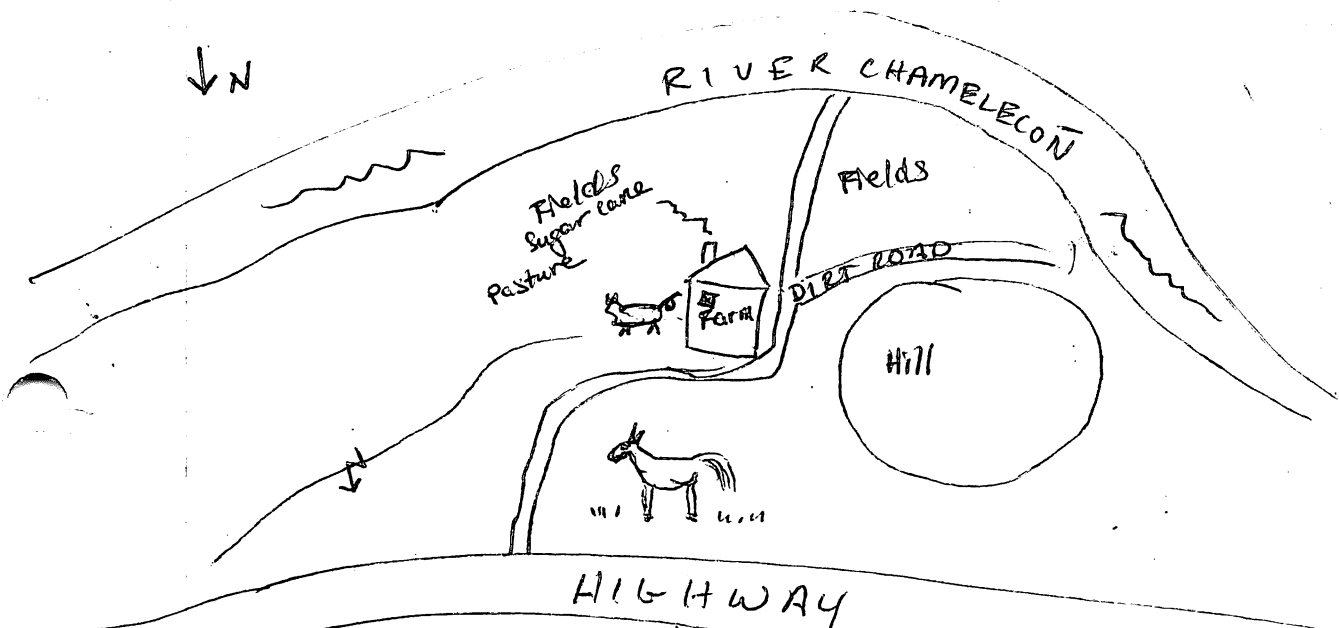 N
RIVER CHAMELECON̄
Fields
Fields
Sugar cane
Pasture
DIRT ROAD
Farm
Hill
N
HIGHWAY